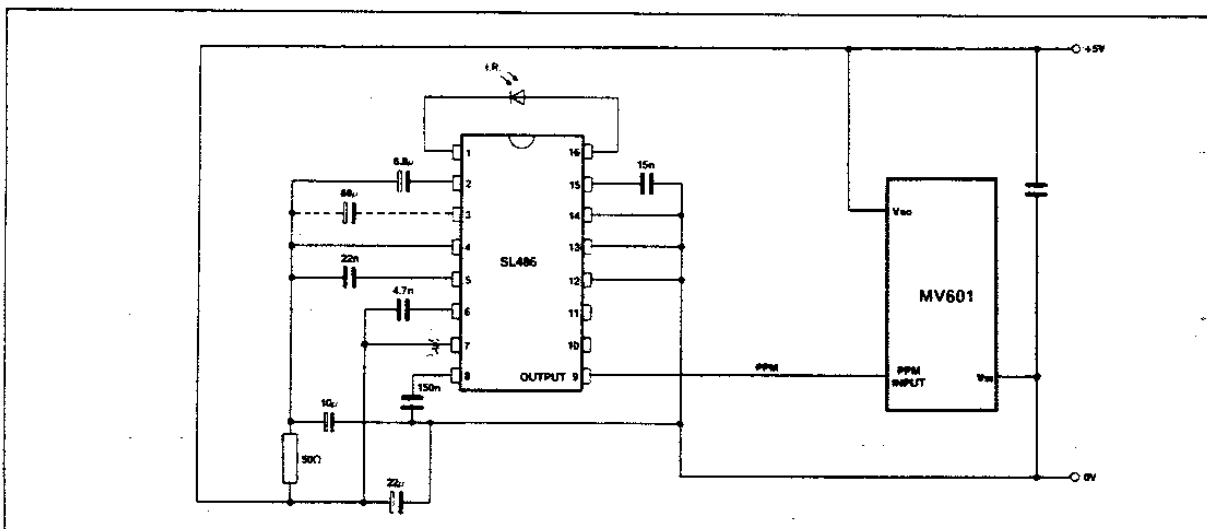 +5V
I.R.
1
16
6.8µ
2
15
15n
68µ
3
14
4
13
SL486
22n
5
12
4.7n
6
11
7
10
8
OUTPUT 9
150n
10µ
50Ω
22µ
PPM
MV601
PPM
INPUT
0V